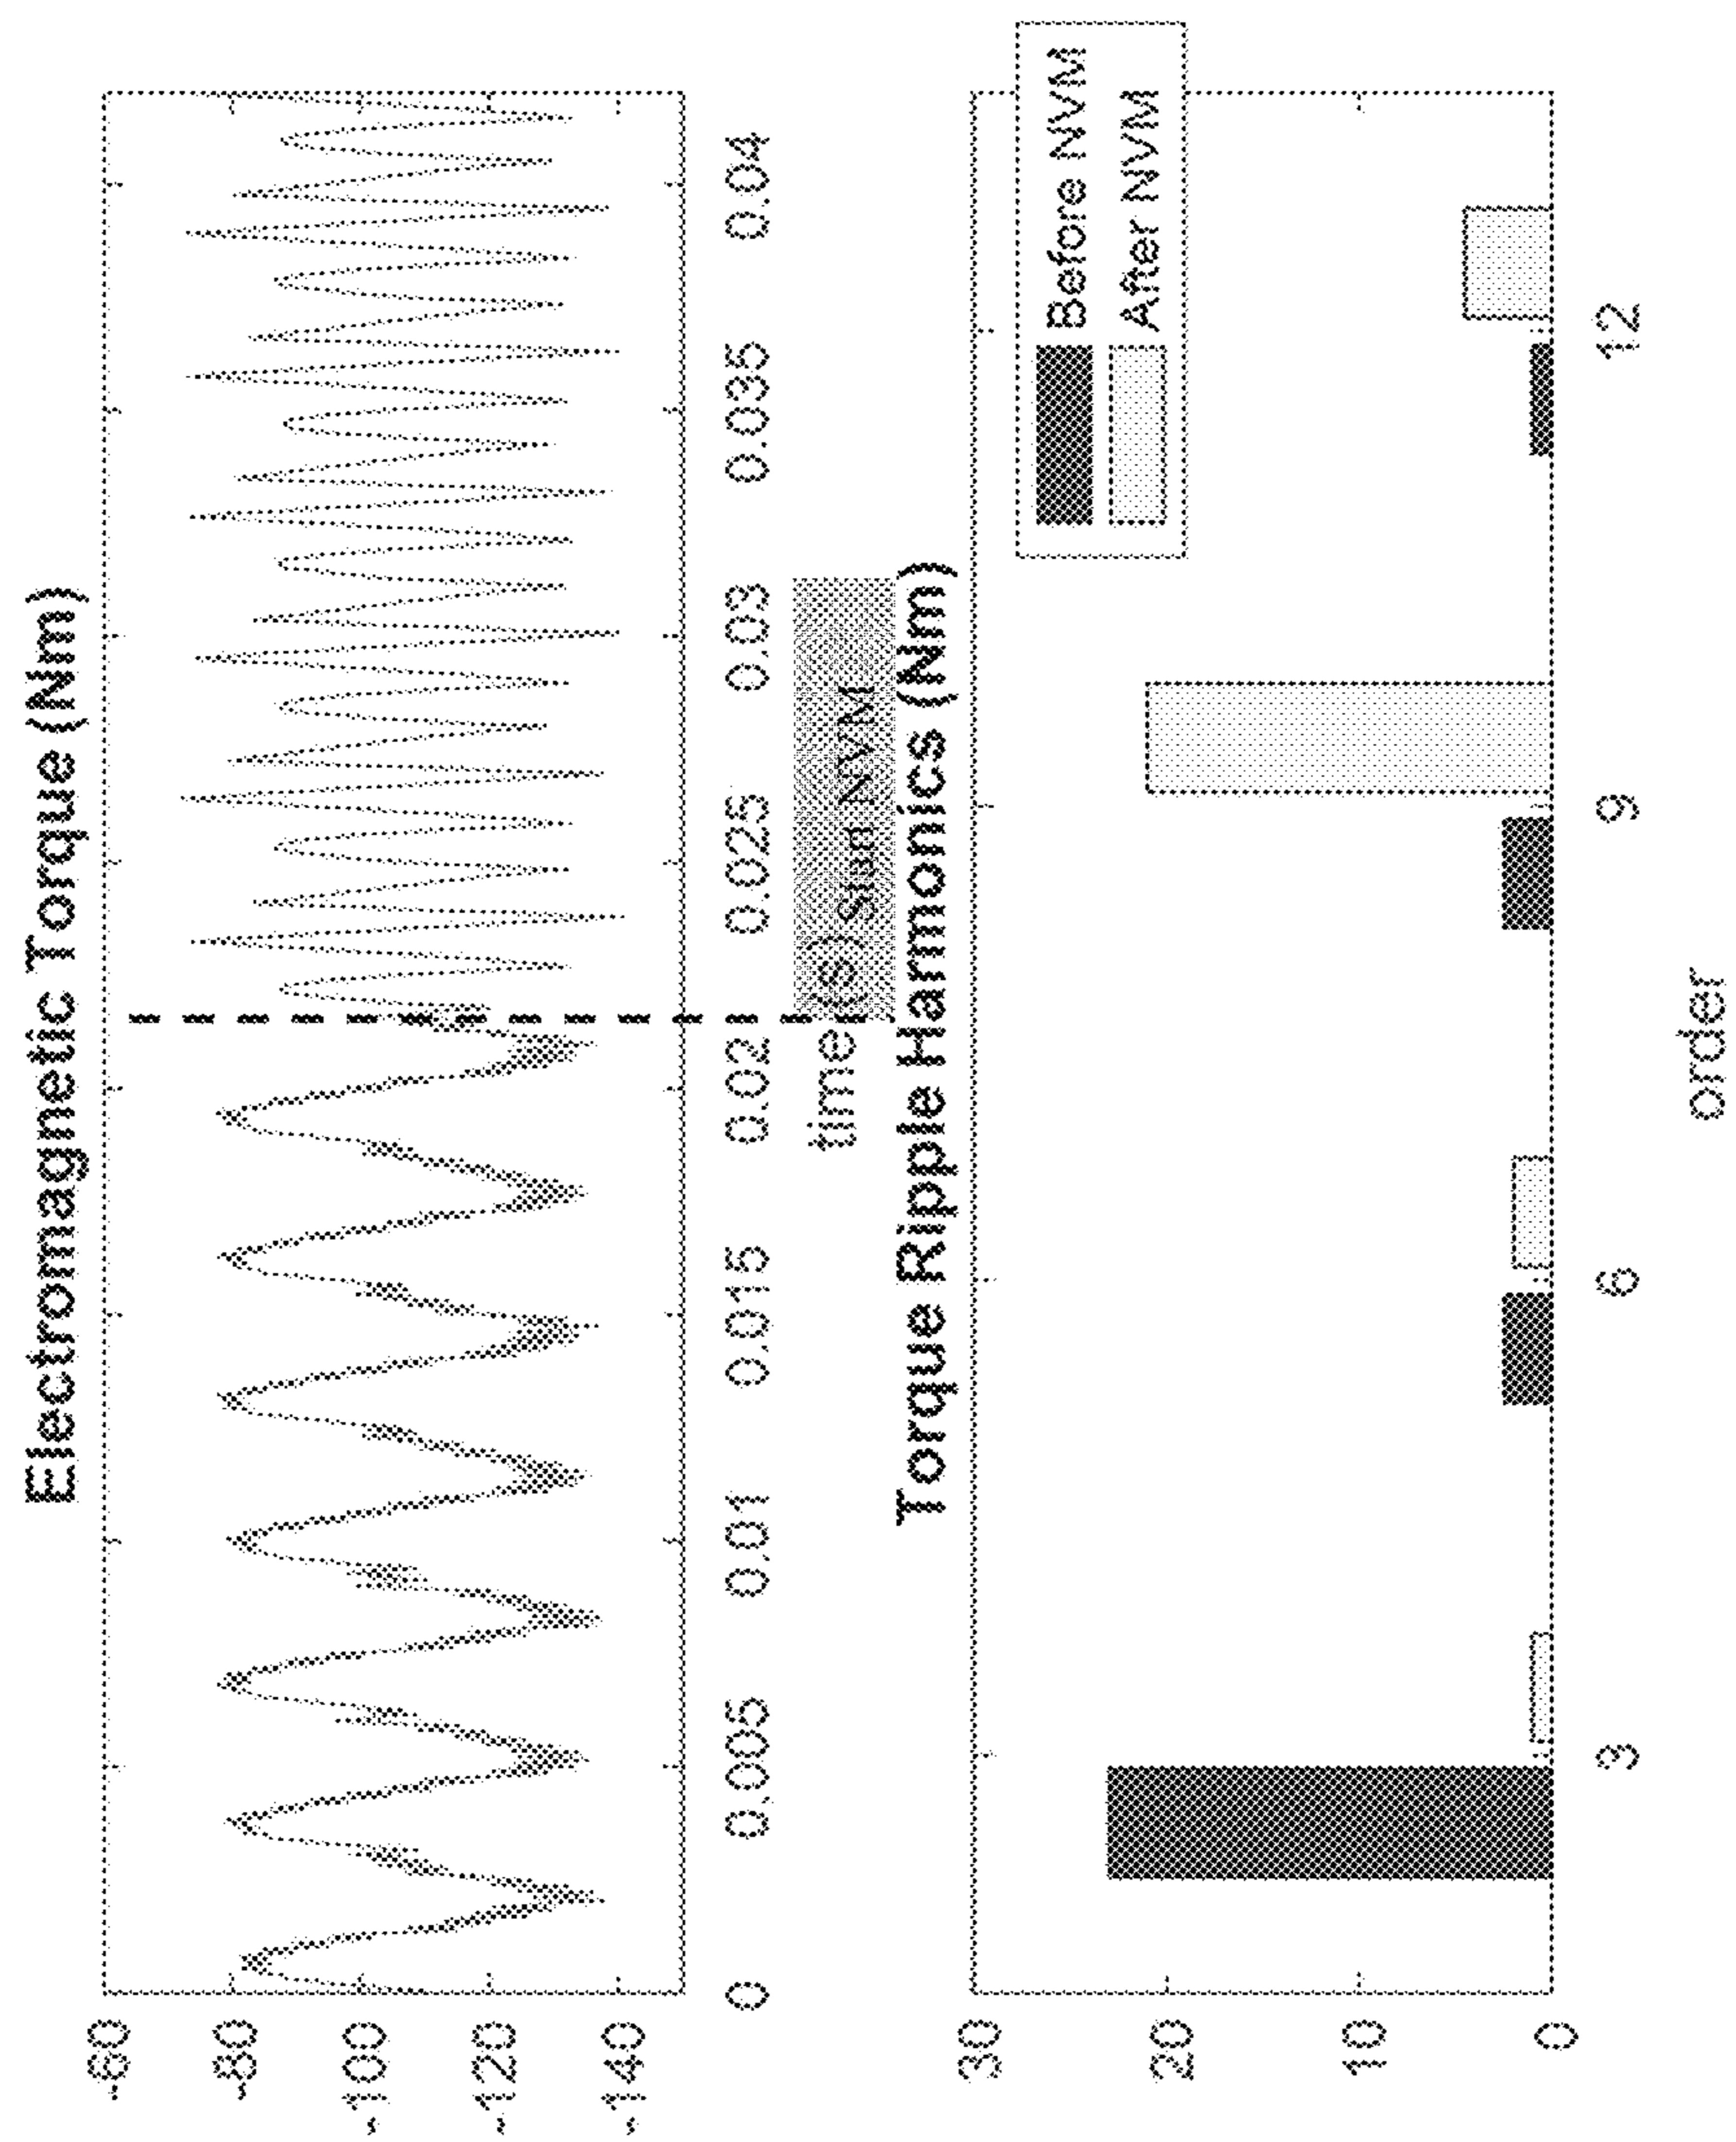 Electromagnetic Torque (Nm)
-60
-80
-100
-120
-140
0 0.005 0.01 0.015 0.02 0.025 0.03 0.035 0.04
time (s) Start NVM
Torque Ripple Harmonics (Nm)
30
20
10
0
Before NVM
After NVM
3 6 9 12
order